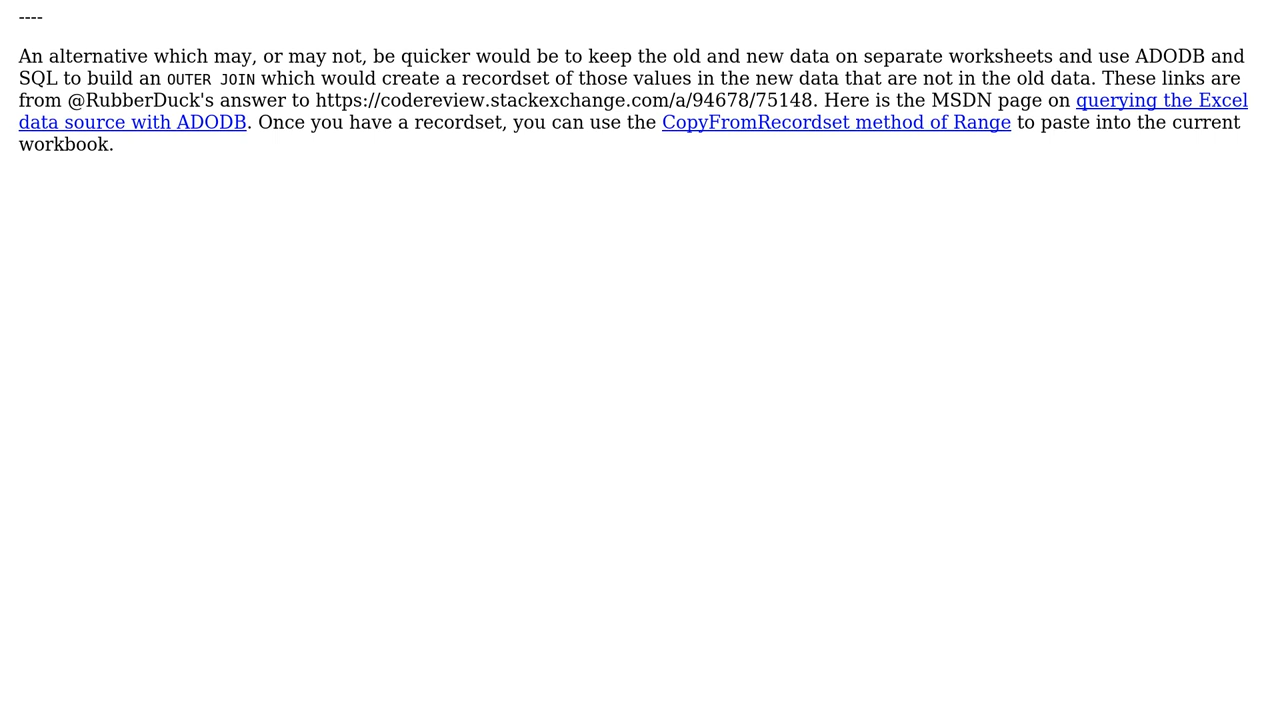 ----
An alternative which may, or may not, be quicker would be to keep the old and new data on separate worksheets and use ADODB and
SQL to build an OUTER JOIN which would create a recordset of those values in the new data that are not in the old data. These links are
from @RubberDuck's answer to https://codereview.stackexchange.com/a/94678/75148. Here is the MSDN page on querying the Excel
data source with ADODB. Once you have a recordset, you can use the CopyFromRecordset method of Range to paste into the current
workbook.